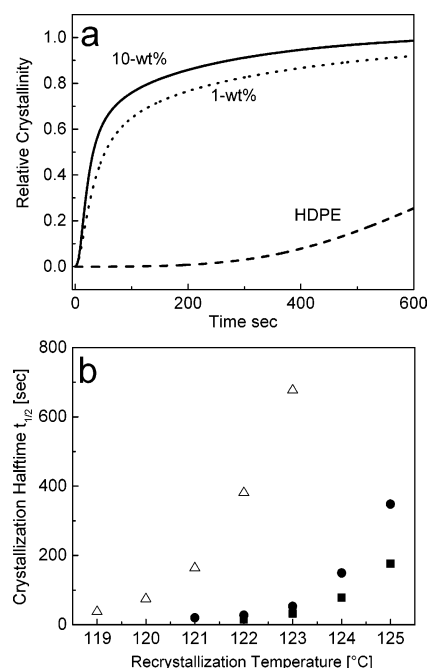 a
1.0
0.8
0.6
0.4
0.2
0.0
Relative Crystallinity
10-wt%
1-wt%
HDPE
0 200 400 600
Time sec
b
800
600
400
200
0
Crystallization Halftime t1/2 [sec]
119 120 121 122 123 124 125
Recrystallization Temperature [°C]